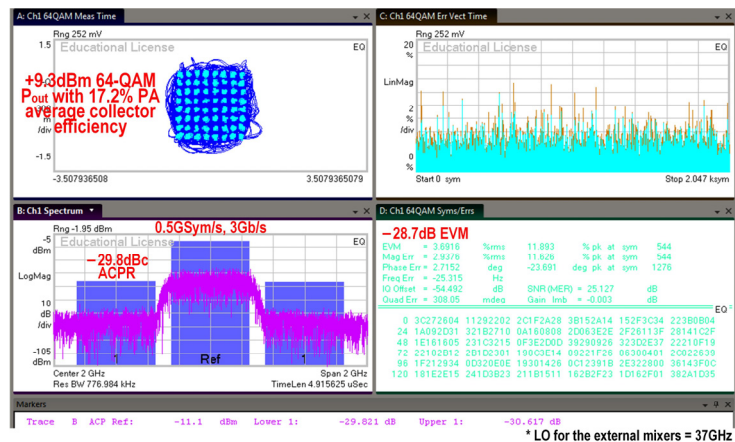 A: Ch1 64QAM Meas Time
Rng 252 mV
1.5
Educational License
EQ
+9.3dBm 64-QAM
Pout with 17.2% PA
average collector
efficiency
m
/div
-1.5
-3.507936508
3.5079365079
C: Ch1 64QAM Err Vect Time
Rng 252 mV
20
%
Educational License
EQ
LinMag
2
%
/div
0
%
Start 0 sym
Stop 2.047 ksym
B: Ch1 Spectrum
Rng -1.95 dBm
0.5GSym/s, 3Gb/s
-5
dBm
Educational License
EQ
−29.8dBc
ACPR
LogMag
10
dB
/div
-105
dBm
1
Ref
1
Center 2 GHz
Span 2 GHz
Res BW 776.984 kHz
TimeLen 4.915625 uSec
D: Ch1 64QAM Syms/Errs
−28.7dB EVM
EVM = 3.6916 %rms 11.893 % pk at sym 544
Mag Err = 2.9376 %rms 11.626 % pk at sym 544
Phase Err = 2.7152 deg -23.691 deg pk at sym 1276
Freq Err = -25.315 Hz
IQ Offset = -54.492 dB SNR(MER) = 25.127 dB
Quad Err = 308.05 mdeg Gain Imb = -0.003 dB
EQ
0 3C272604 11292202 2C1F2A28 3B152A14 152F3C34 223B0B04
24 1A092D31 321B2710 0A160808 2D063E2E 2F26113F 28141C2F
48 1E161605 231C3215 0F3E2D0D 39290926 323D2E37 22210F19
72 22102B12 2B1D2301 190C3E14 00221F26 06300401 2C022639
96 1F212934 0D320E0E 19301426 0C12391B 2E322800 36143F0C
120 181E2E15 241D3B23 211B1511 162B2F23 1D162F01 382A1D35
Markers
Trace B ACP Ref: -11.1 dBm Lower 1: -29.821 dB Upper 1: -30.617 dB
* LO for the external mixers = 37GHz